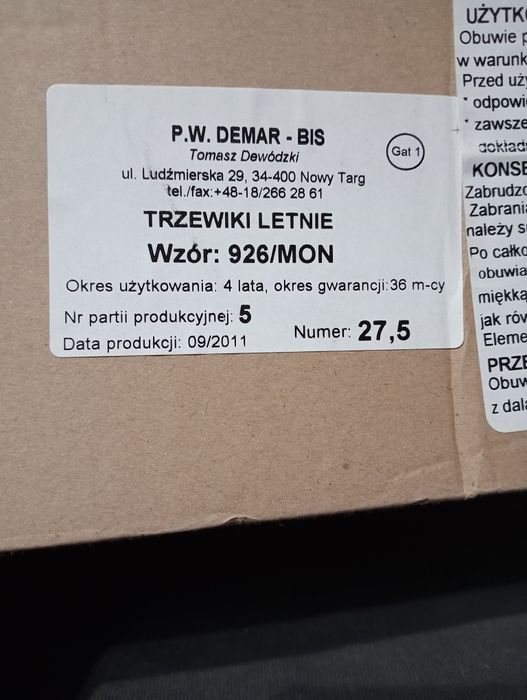 P.W. DEMAR - BIS
Tomasz Dewódzki
Gat 1
ul. Ludźmierska 29, 34-400 Nowy Targ
tel./fax:+48-18/266 28 61
TRZEWIKI LETNIE
Wzór: 926/MON
Okres użytkowania: 4 lata, okres gwarancji:36 m-cy
Nr partii produkcyjnej: 5
Numer: 27,5
Data produkcji: 09/2011
UŻYTK
Obuwie p
w warunk
Przed uży
* odpowi
* zawsze
dokład
KONSE
Zabrudzo
Zabrania
należy s
Po całko
obuwia
miękką
jak rów
Eleme
PRZE
Obuw
z dala